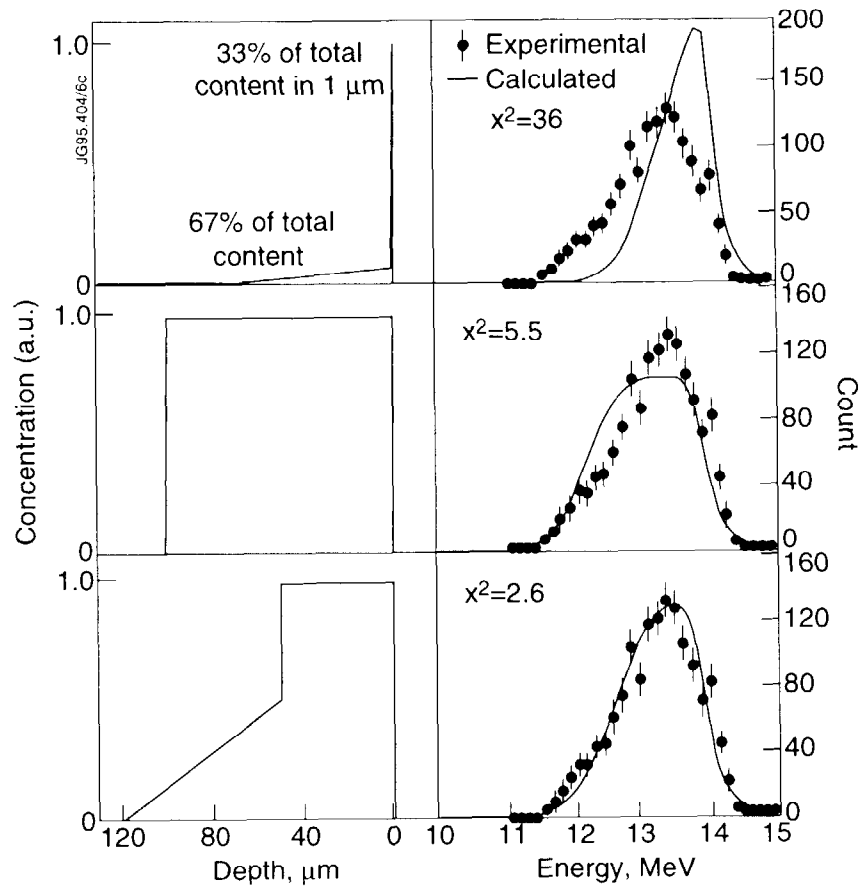 1.0
JG95.404/6c
33% of total
content in 1 μm
67% of total
content
0
Experimental
Calculated
x²=36
200
150
100
50
0
1.0
0
x²=5.5
160
120
80
40
0
1.0
0
x²=2.6
160
120
80
40
0
Concentration (a.u.)
Count
120 80 40 0
Depth, μm
10 11 12 13 14 15
Energy, MeV